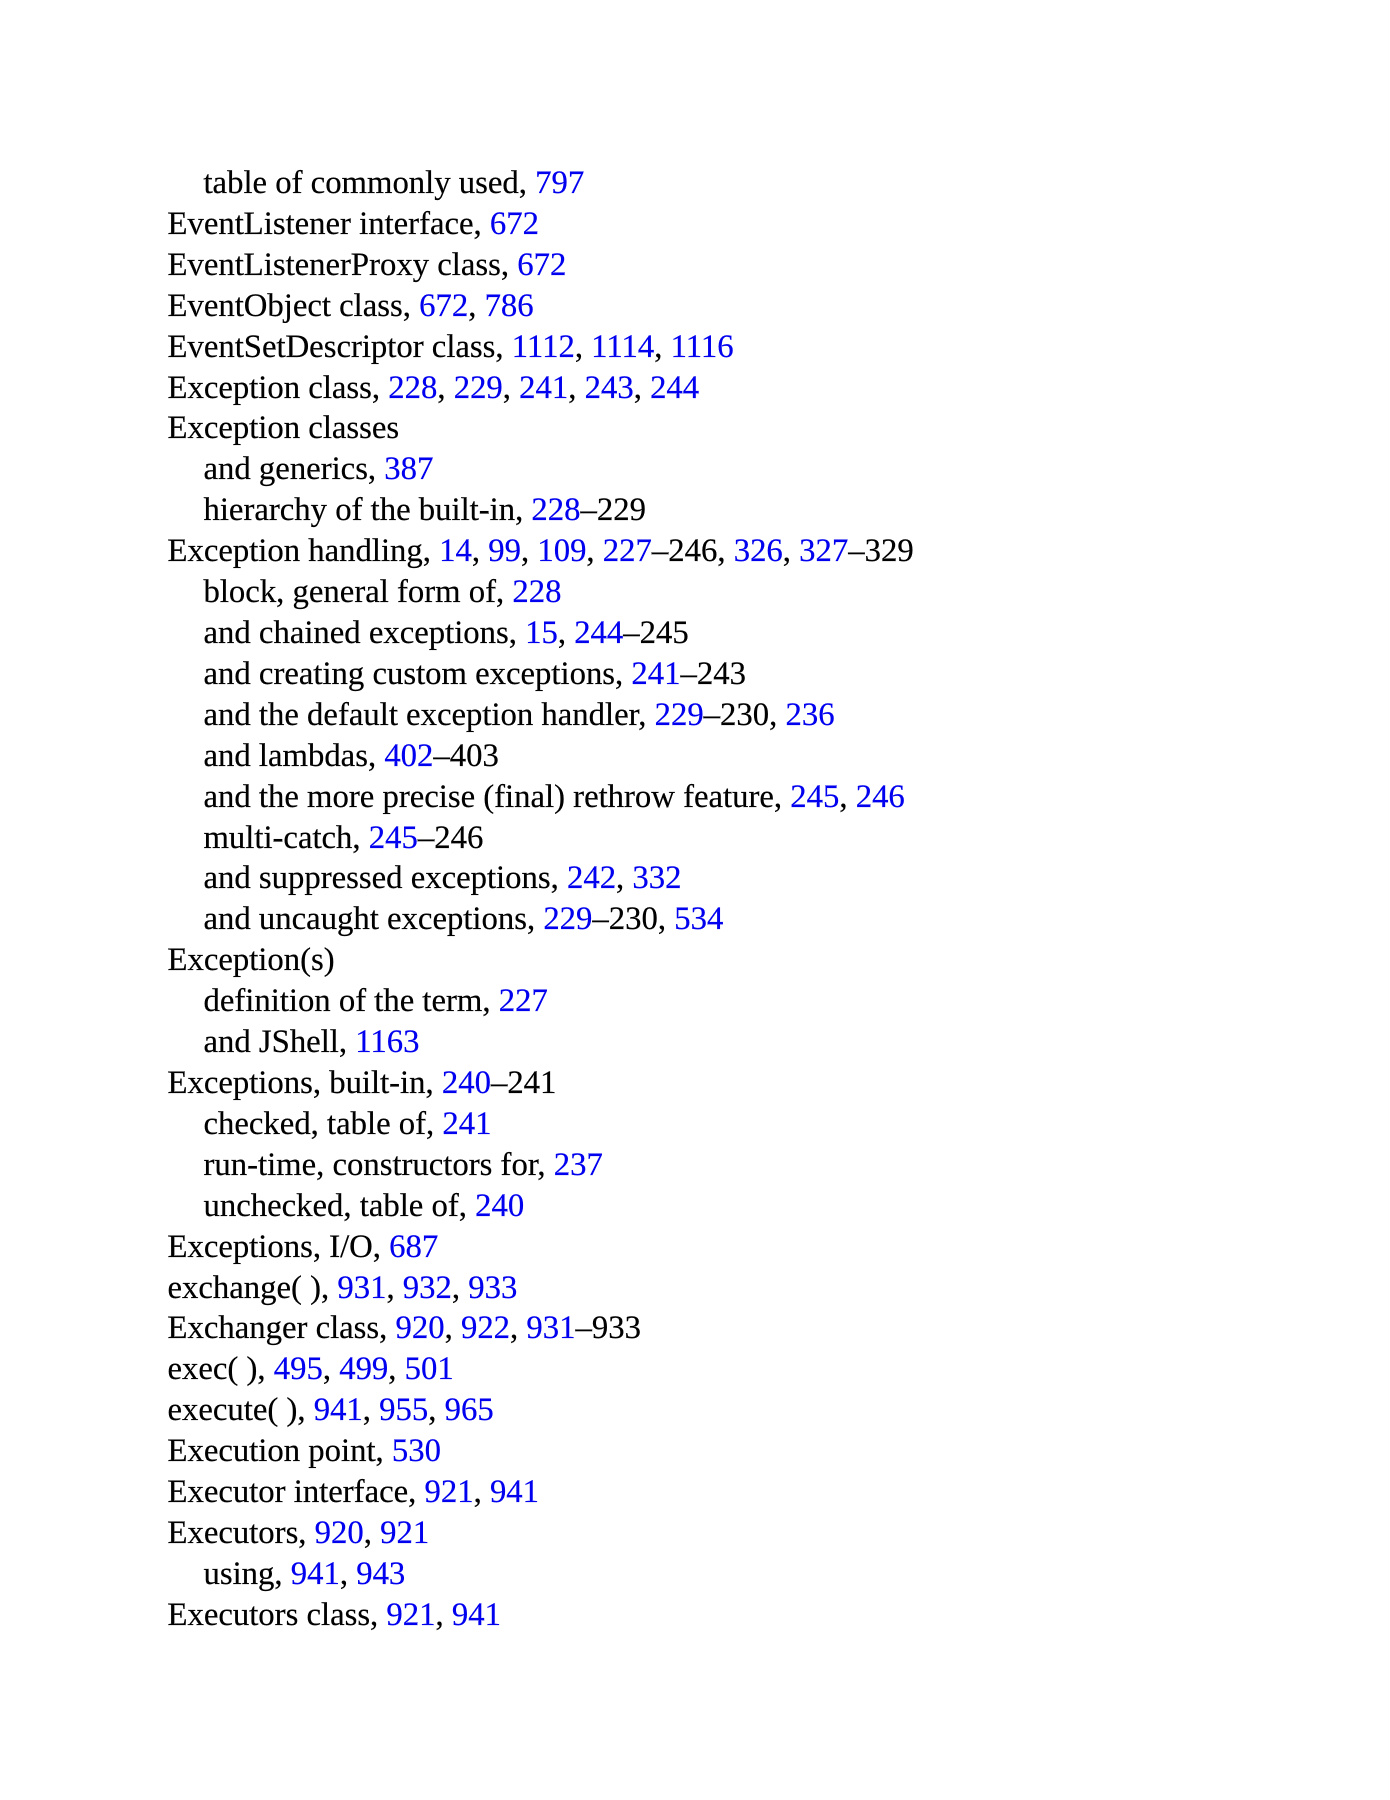 table of commonly used, 797
EventListener interface, 672
EventListenerProxy class, 672
EventObject class, 672, 786
EventSetDescriptor class, 1112, 1114, 1116
Exception class, 228, 229, 241, 243, 244
Exception classes
and generics, 387
hierarchy of the built-in, 228–229
Exception handling, 14, 99, 109, 227–246, 326, 327–329
block, general form of, 228
and chained exceptions, 15, 244–245
and creating custom exceptions, 241–243
and the default exception handler, 229–230, 236
and lambdas, 402–403
and the more precise (final) rethrow feature, 245, 246
multi-catch, 245–246
and suppressed exceptions, 242, 332
and uncaught exceptions, 229–230, 534
Exception(s)
definition of the term, 227
and JShell, 1163
Exceptions, built-in, 240–241
checked, table of, 241
run-time, constructors for, 237
unchecked, table of, 240
Exceptions, I/O, 687
exchange( ), 931, 932, 933
Exchanger class, 920, 922, 931–933
exec( ), 495, 499, 501
execute( ), 941, 955, 965
Execution point, 530
Executor interface, 921, 941
Executors, 920, 921
using, 941, 943
Executors class, 921, 941